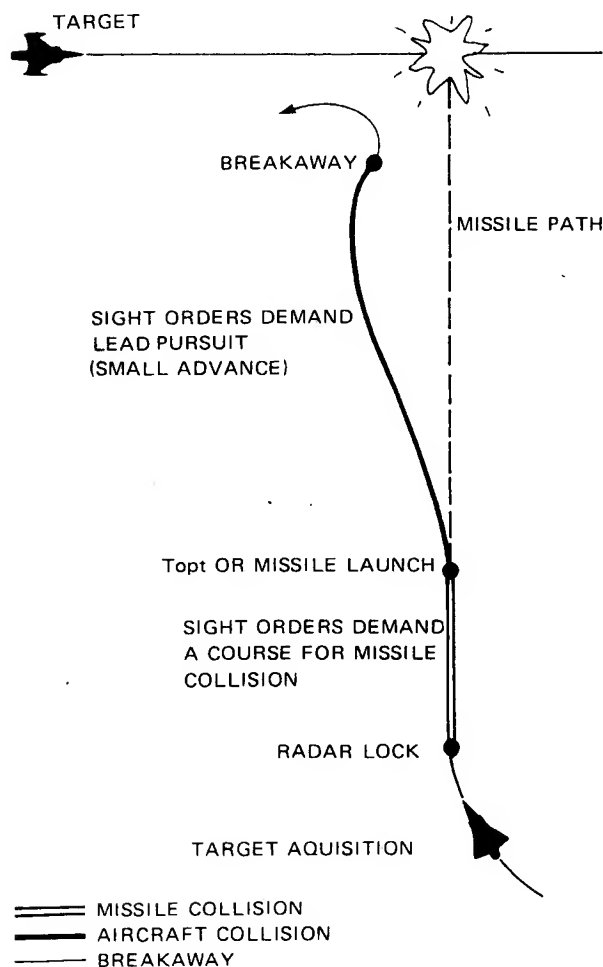 TARGET
BREAKAWAY
MISSILE PATH
SIGHT ORDERS DEMAND
LEAD PURSUIT
(SMALL ADVANCE)
Topt OR MISSILE LAUNCH
SIGHT ORDERS DEMAND
A COURSE FOR MISSILE
COLLISION
RADAR LOCK
TARGET AQUISITION
MISSILE COLLISION
AIRCRAFT COLLISION
BREAKAWAY